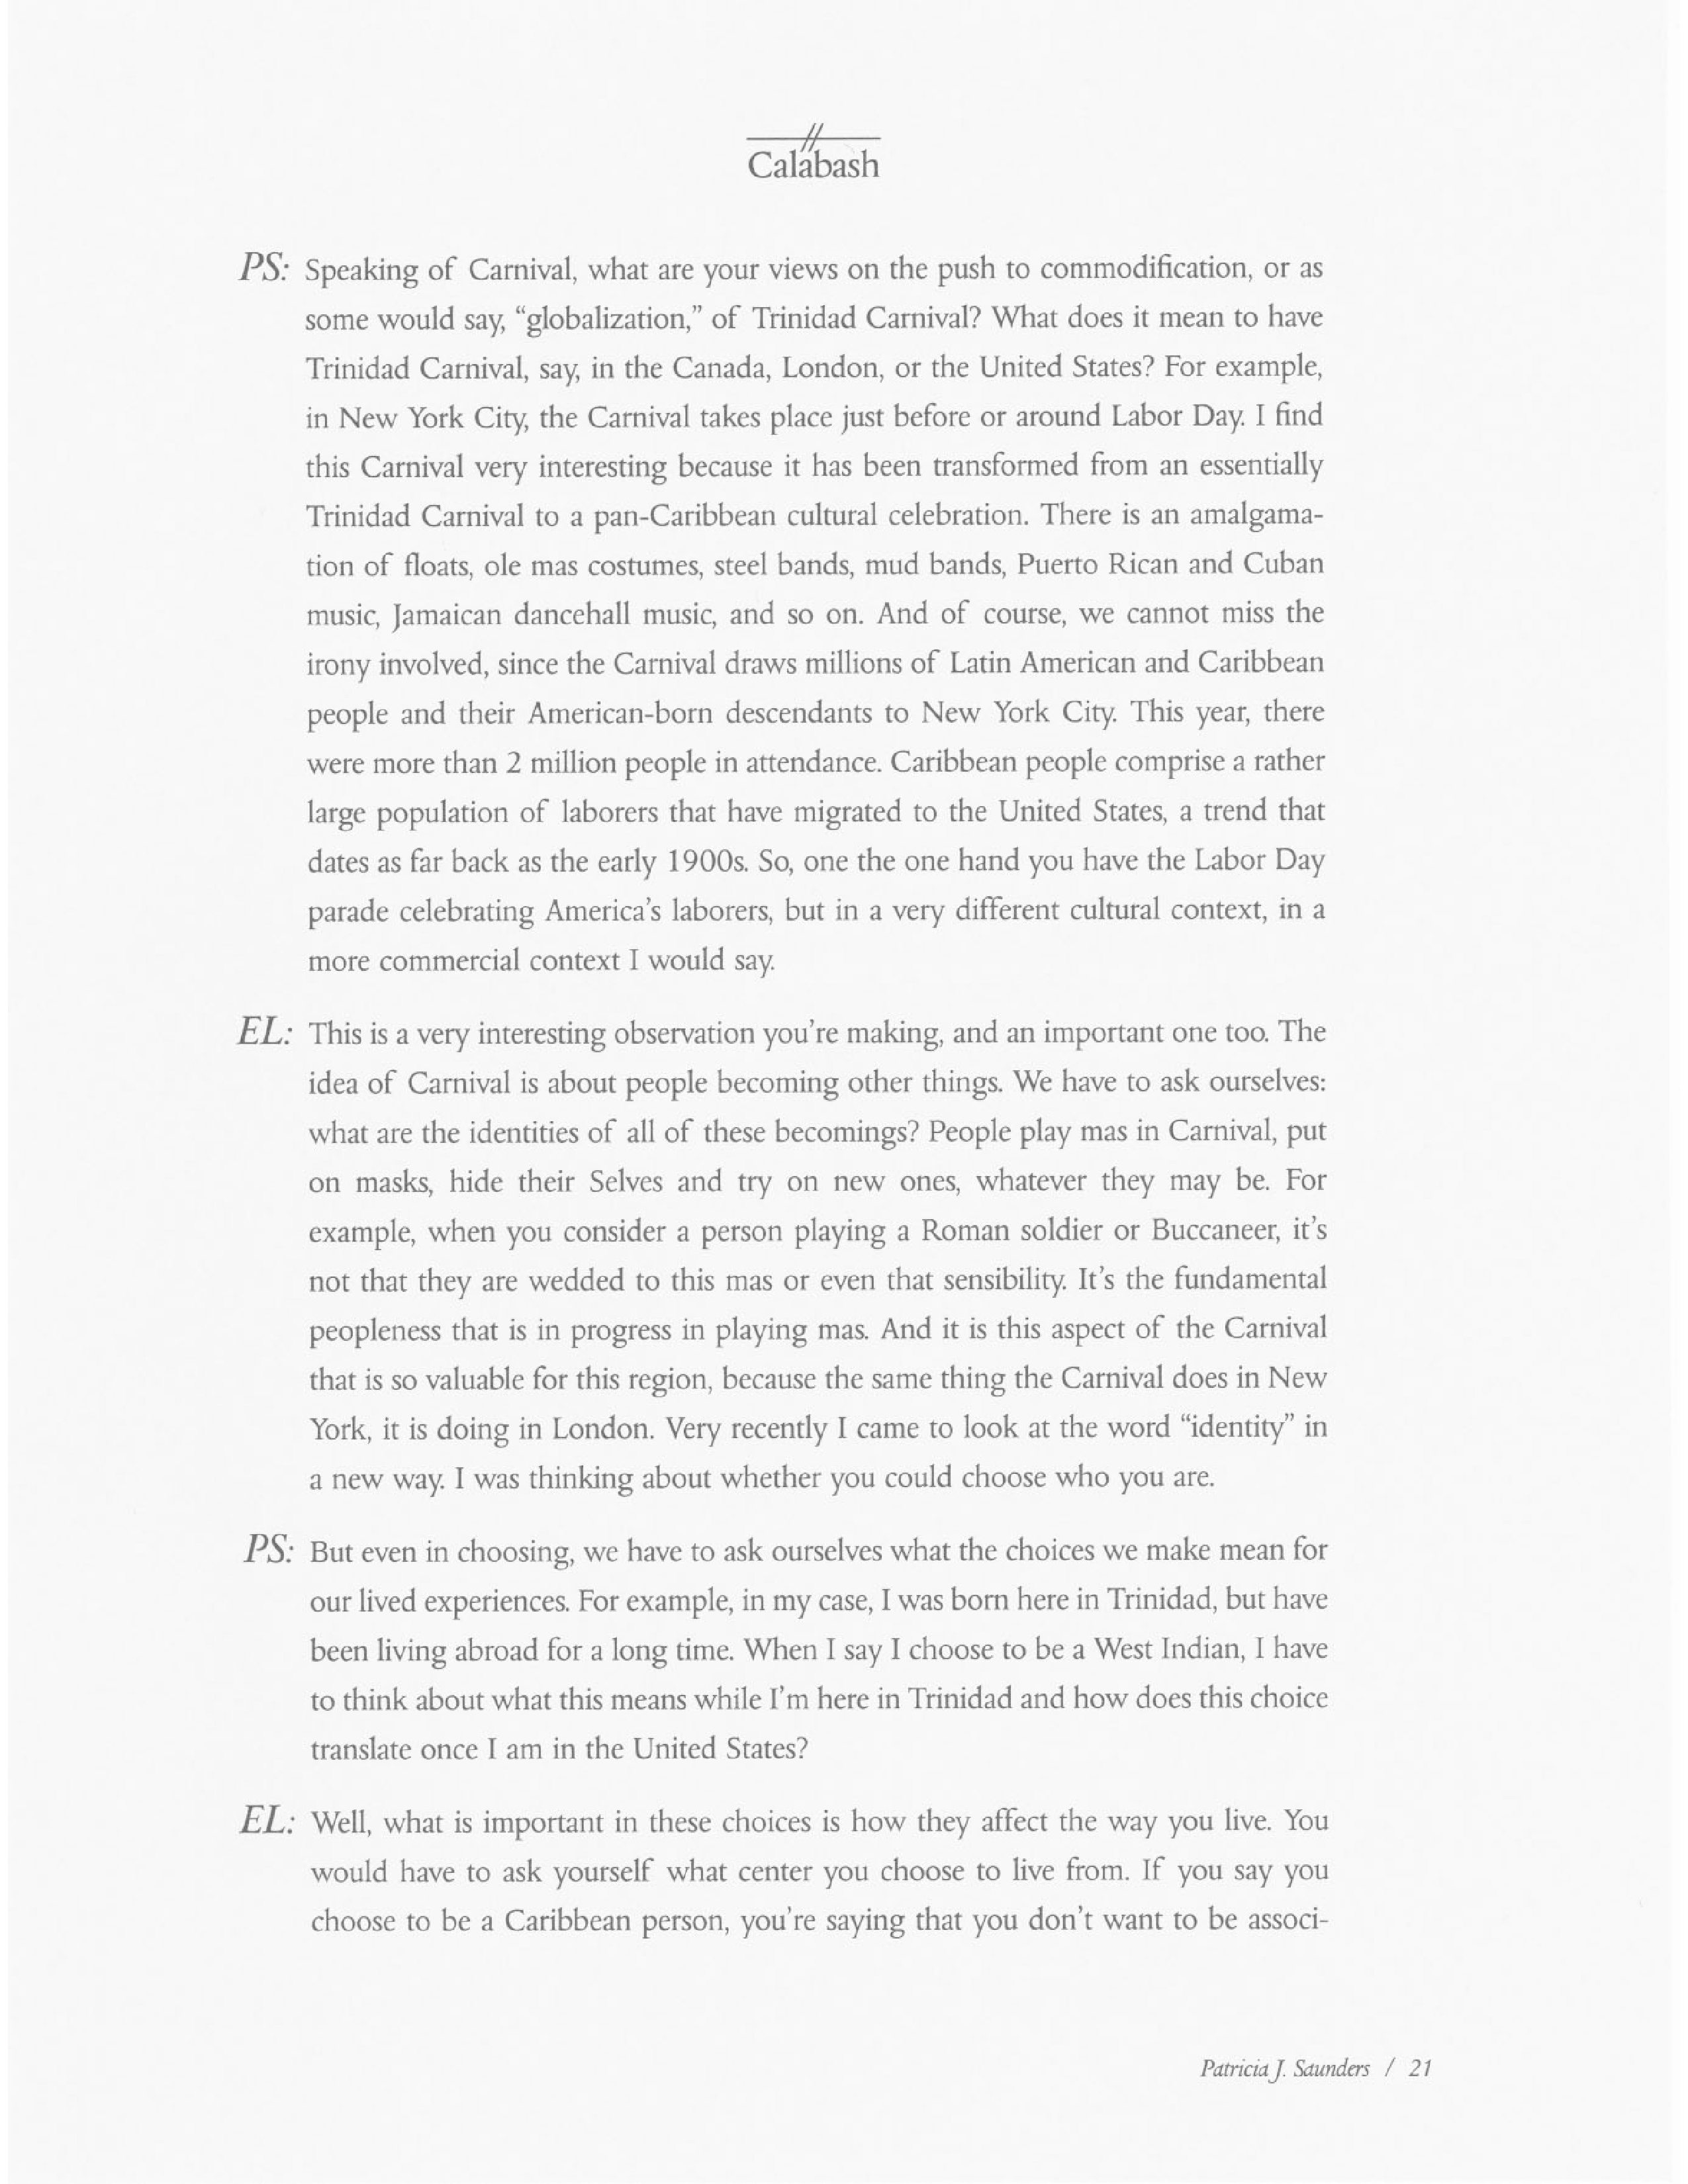 Calabash
PS: Speaking of Carnival, what are your views on the push to commodification, or as
some would say, “globalization,” of Trinidad Carnival? What does it mean to have
Trinidad Carnival, say, in the Canada, London, or the United States? For example,
in New York City, the Carnival takes place just before or around Labor Day. I find
this Carnival very interesting because it has been transformed from an essentially
Trinidad Carnival to a pan-Caribbean cultural celebration. There is an amalgama-
tion of floats, ole mas costumes, steel bands, mud bands, Puerto Rican and Cuban
music, Jamaican dancehall music, and so on. And of course, we cannot miss the
irony involved, since the Carnival draws millions of Latin American and Caribbean
people and their American-born descendants to New York City. This year, there
were more than 2 million people in attendance. Caribbean people comprise a rather
large population of laborers that have migrated to the United States, a trend that
dates as far back as the early 1900s. So, one the one hand you have the Labor Day
parade celebrating America’s laborers, but in a very different cultural context, in a
more commercial context I would say.
EL: This is a very interesting observation you’re making, and an important one too. The
idea of Carnival is about people becoming other things. We have to ask ourselves:
what are the identities of all of these becomings? People play mas in Carnival, put
on masks, hide their Selves and try on new ones, whatever they may be. For
example, when you consider a person playing a Roman soldier or Buccaneer, it’s
not that they are wedded to this mas or even that sensibility. It’s the fundamental
peopleness that is in progress in playing mas. And it is this aspect of the Carnival
that is so valuable for this region, because the same thing the Carnival does in New
York, it is doing in London. Very recently I came to look at the word “identity” in
a new way. I was thinking about whether you could choose who you are.
PS: But even in choosing, we have to ask ourselves what the choices we make mean for
our lived experiences. For example, in my case, I was born here in Trinidad, but have
been living abroad for a long time. When I say I choose to be a West Indian, I have
to think about what this means while I’m here in Trinidad and how does this choice
translate once I am in the United States?
EL: Well, what is important in these choices is how they affect the way you live. You
would have to ask yourself what center you choose to live from. If you say you
choose to be a Caribbean person, you’re saying that you don’t want to be associ-
Patricia J. Saunders / 21